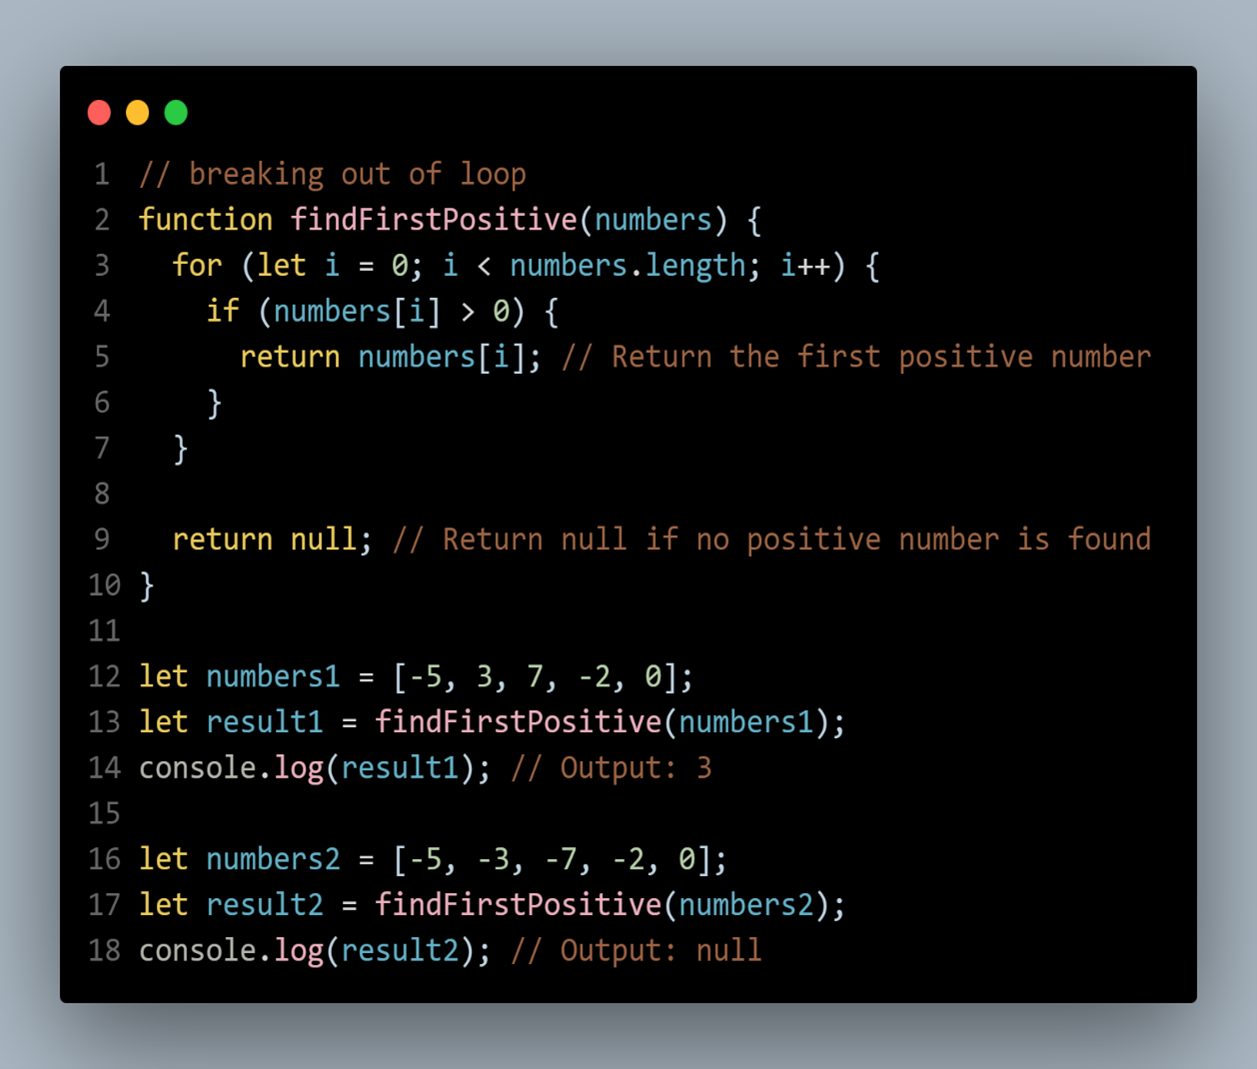 1 // breaking out of loop
2 function findFirstPositive(numbers) {
3   for (let i = 0; i < numbers.length; i++) {
4     if (numbers[i] > 0) {
5       return numbers[i]; // Return the first positive number
6     }
7   }
8
9   return null; // Return null if no positive number is found
10 }
11
12 let numbers1 = [-5, 3, 7, -2, 0];
13 let result1 = findFirstPositive(numbers1);
14 console.log(result1); // Output: 3
15
16 let numbers2 = [-5, -3, -7, -2, 0];
17 let result2 = findFirstPositive(numbers2);
18 console.log(result2); // Output: null